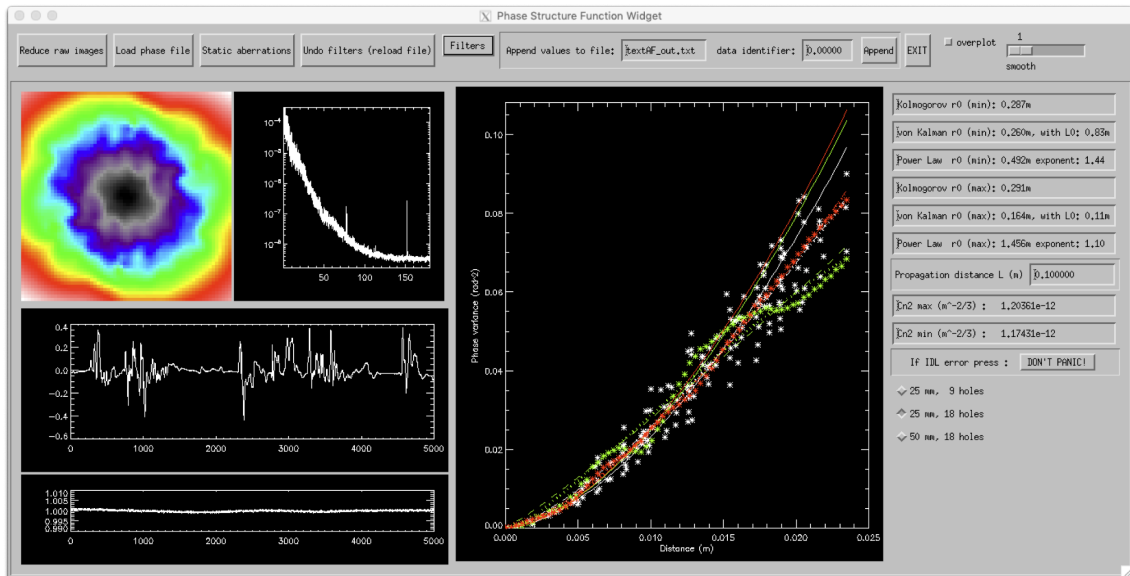 Phase Structure Function Widget
Reduce raw images Load phase file Static aberrations Undo filters (reload file) Filters Append values to file: textAF_out.txt data identifier: 0.00000 Append EXIT overplot 1
smooth
10^-4
10^-5
10^-6
10^-7
10^-8
50 100 150
0.4
0.2
0.0
-0.2
-0.4
-0.6
0 1000 2000 3000 4000 5000
1.010
1.005
1.000
0.995
0.990
0 1000 2000 3000 4000 5000
Phase variance (rad^2)
0.10
0.08
0.06
0.04
0.02
0.00
0.000 0.005 0.010 0.015 0.020 0.025
Distance (m)
Kolmogorov r0 (min): 0.287m
von Kalman r0 (min): 0.260m, with L0: 0.83m
Power Law r0 (min): 0.492m exponent: 1.44
Kolmogorov r0 (max): 0.291m
von Kalman r0 (max): 0.164m, with L0: 0.11m
Power Law r0 (max): 1.456m exponent: 1.10
Propagation distance L (m) 0.100000
Cn2 max (m^-2/3) : 1.20361e-12
Cn2 min (m^-2/3) : 1.17431e-12
If IDL error press : DON'T PANIC!
25 mm, 9 holes
25 mm, 18 holes
50 mm, 18 holes